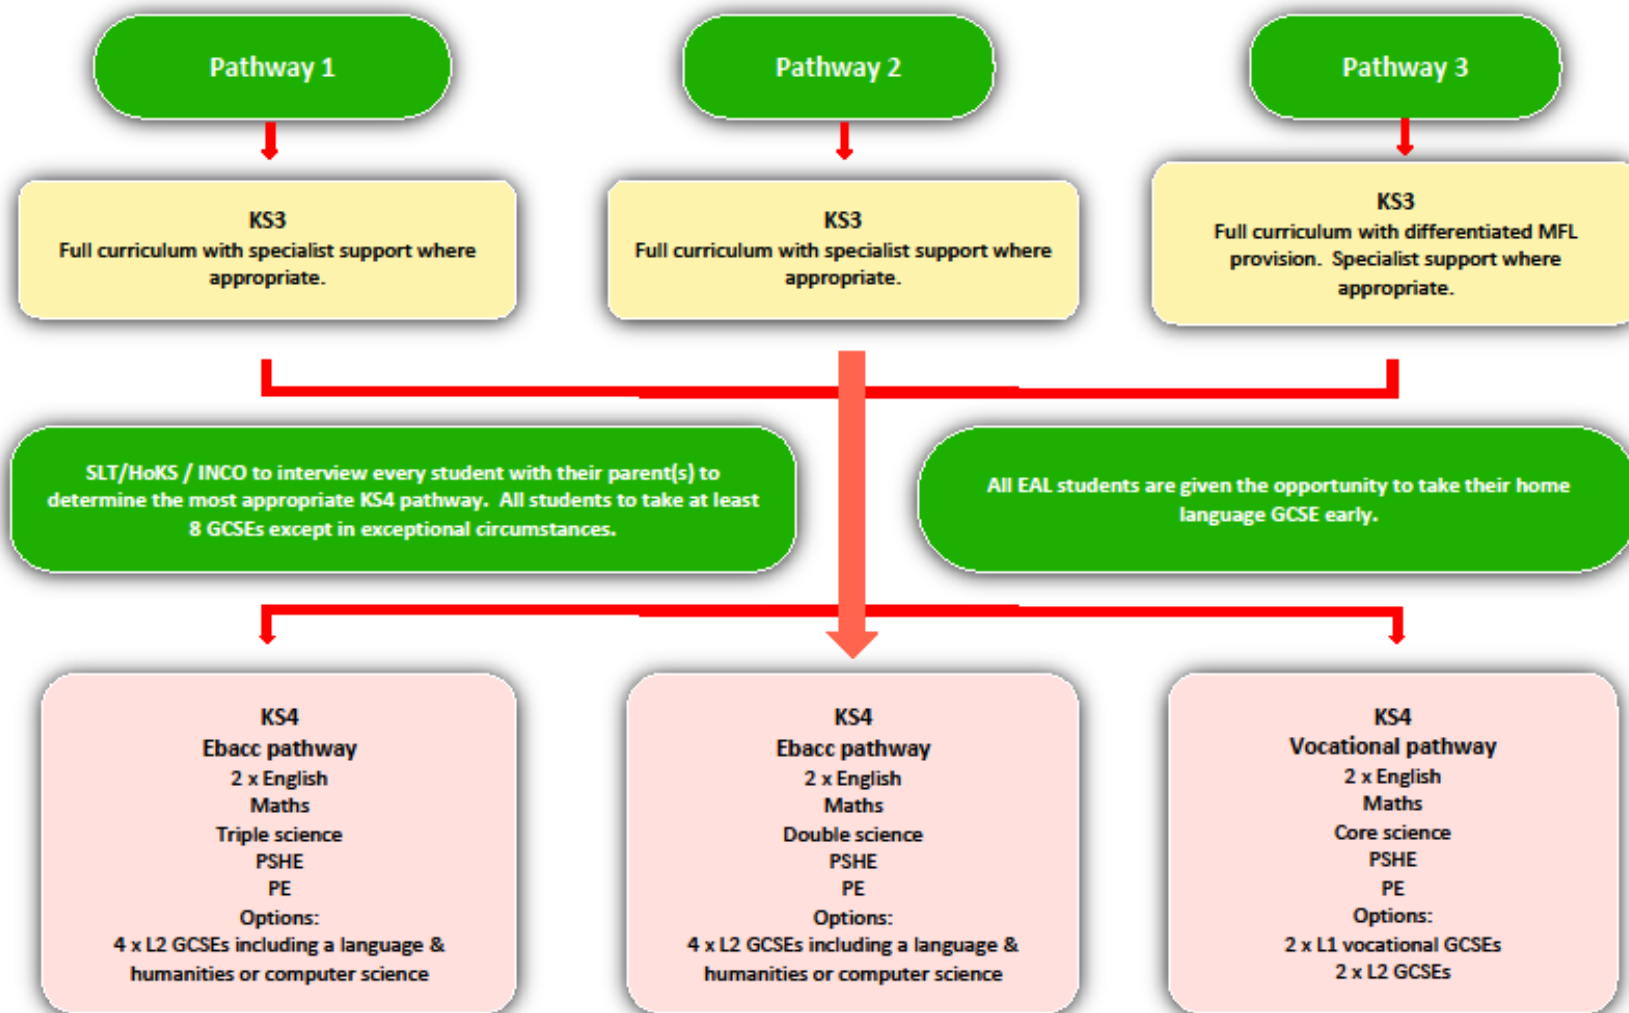 Pathway 1
Pathway 2
Pathway 3
KS3
Full curriculum with specialist support where
appropriate.
KS3
Full curriculum with specialist support where
appropriate.
KS3
Full curriculum with differentiated MFL
provision. Specialist support where
appropriate.
SLT/HoKS / INCO to interview every student with their parent(s) to
determine the most appropriate KS4 pathway. All students to take at least
8 GCSEs except in exceptional circumstances.
All EAL students are given the opportunity to take their home
language GCSE early.
KS4
Ebacc pathway
2 x English
Maths
Triple science
PSHE
PE
Options:
4 x L2 GCSEs including a language &
humanities or computer science
KS4
Ebacc pathway
2 x English
Maths
Double science
PSHE
PE
Options:
4 x L2 GCSEs including a language &
humanities or computer science
KS4
Vocational pathway
2 x English
Maths
Core science
PSHE
PE
Options:
2 x L1 vocational GCSEs
2 x L2 GCSEs